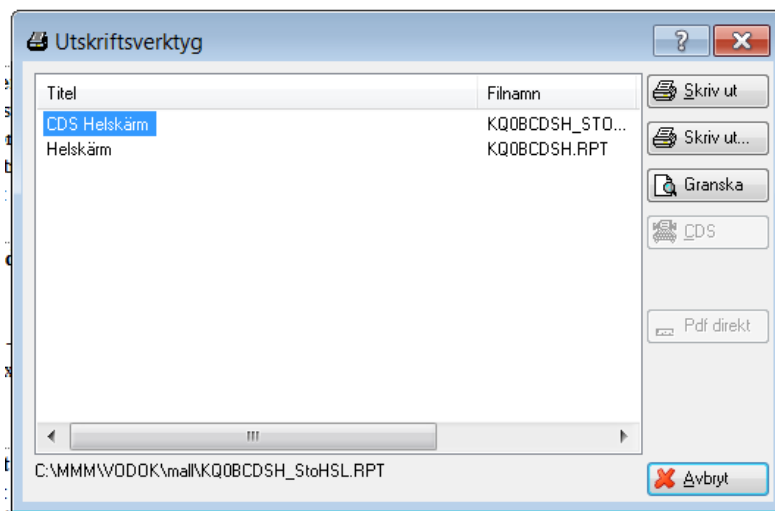 Utskriftsverktyg
Titel Filnamn
CDS Helskärm KQ0BCDSH_STO...
Helskärm KQ0BCDSH.RPT
Skriv ut
Skriv ut...
Granska
CDS
Pdf direkt
C:\MMM\VODOK\mall\KQ0BCDSH_StoHSL.RPT
Avbryt